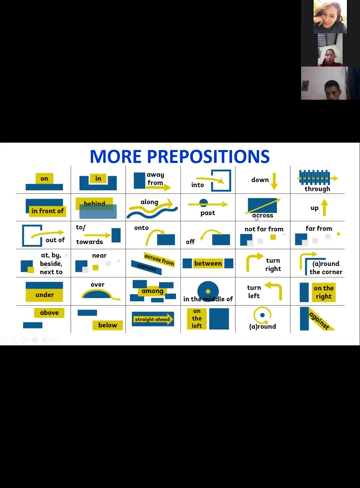 MORE PREPOSITIONS
on
in
away
from
into
down
through
in front of
behind
along
past
across
up
out of
to/
towards
onto
off
not far from
far from
at, by,
beside,
next to
near
across from
between
turn
right
(a)round
the corner
under
over
among
in the middle of
turn
left
on the
right
above
below
straight ahead
on
the
left
(a)round
against